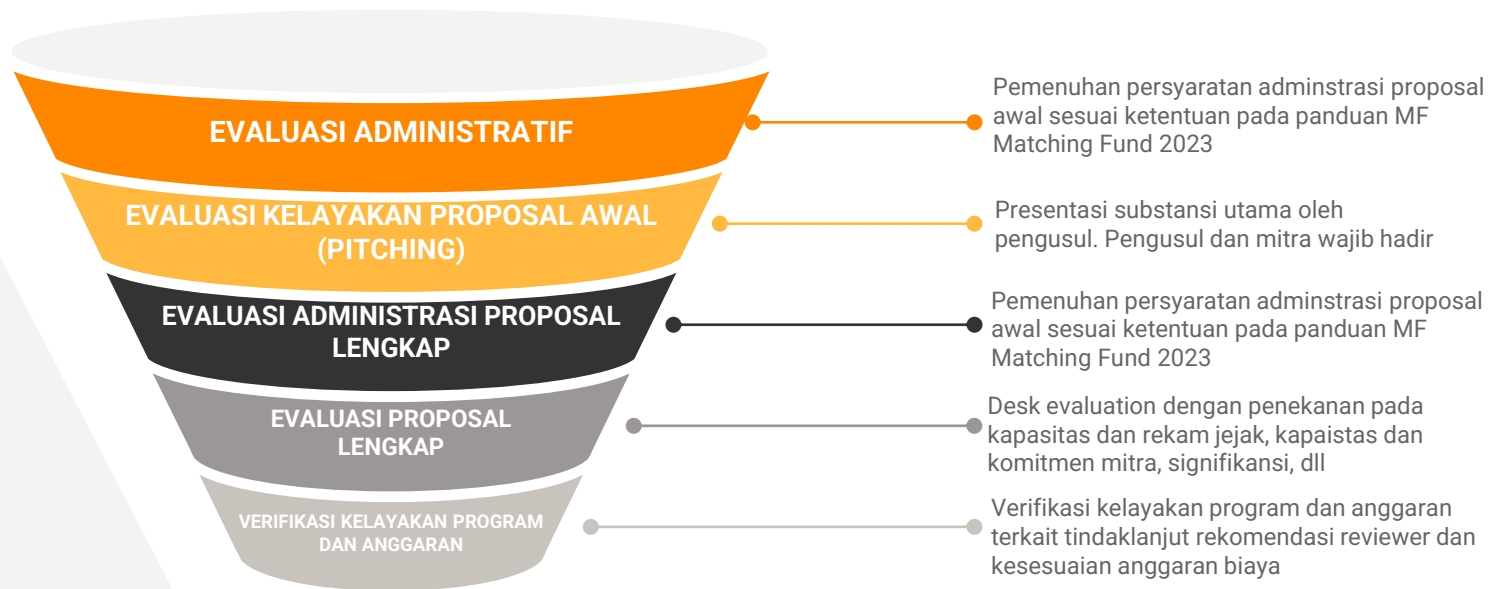 EVALUASI ADMINISTRATIF
Pemenuhan persyaratan adminstrasi proposal
awal sesuai ketentuan pada panduan MF
Matching Fund 2023
EVALUASI KELAYAKAN PROPOSAL AWAL
(PITCHING)
Presentasi substansi utama oleh
pengusul. Pengusul dan mitra wajib hadir
EVALUASI ADMINISTRASI PROPOSAL
LENGKAP
Pemenuhan persyaratan adminstrasi proposal
awal sesuai ketentuan pada panduan MF
Matching Fund 2023
EVALUASI PROPOSAL
LENGKAP
Desk evaluation dengan penekanan pada
kapasitas dan rekam jejak, kapaistas dan
komitmen mitra, signifikansi, dll
VERIFIKASI KELAYAKAN PROGRAM
DAN ANGGARAN
Verifikasi kelayakan program dan anggaran
terkait tindaklanjut rekomendasi reviewer dan
kesesuaian anggaran biaya